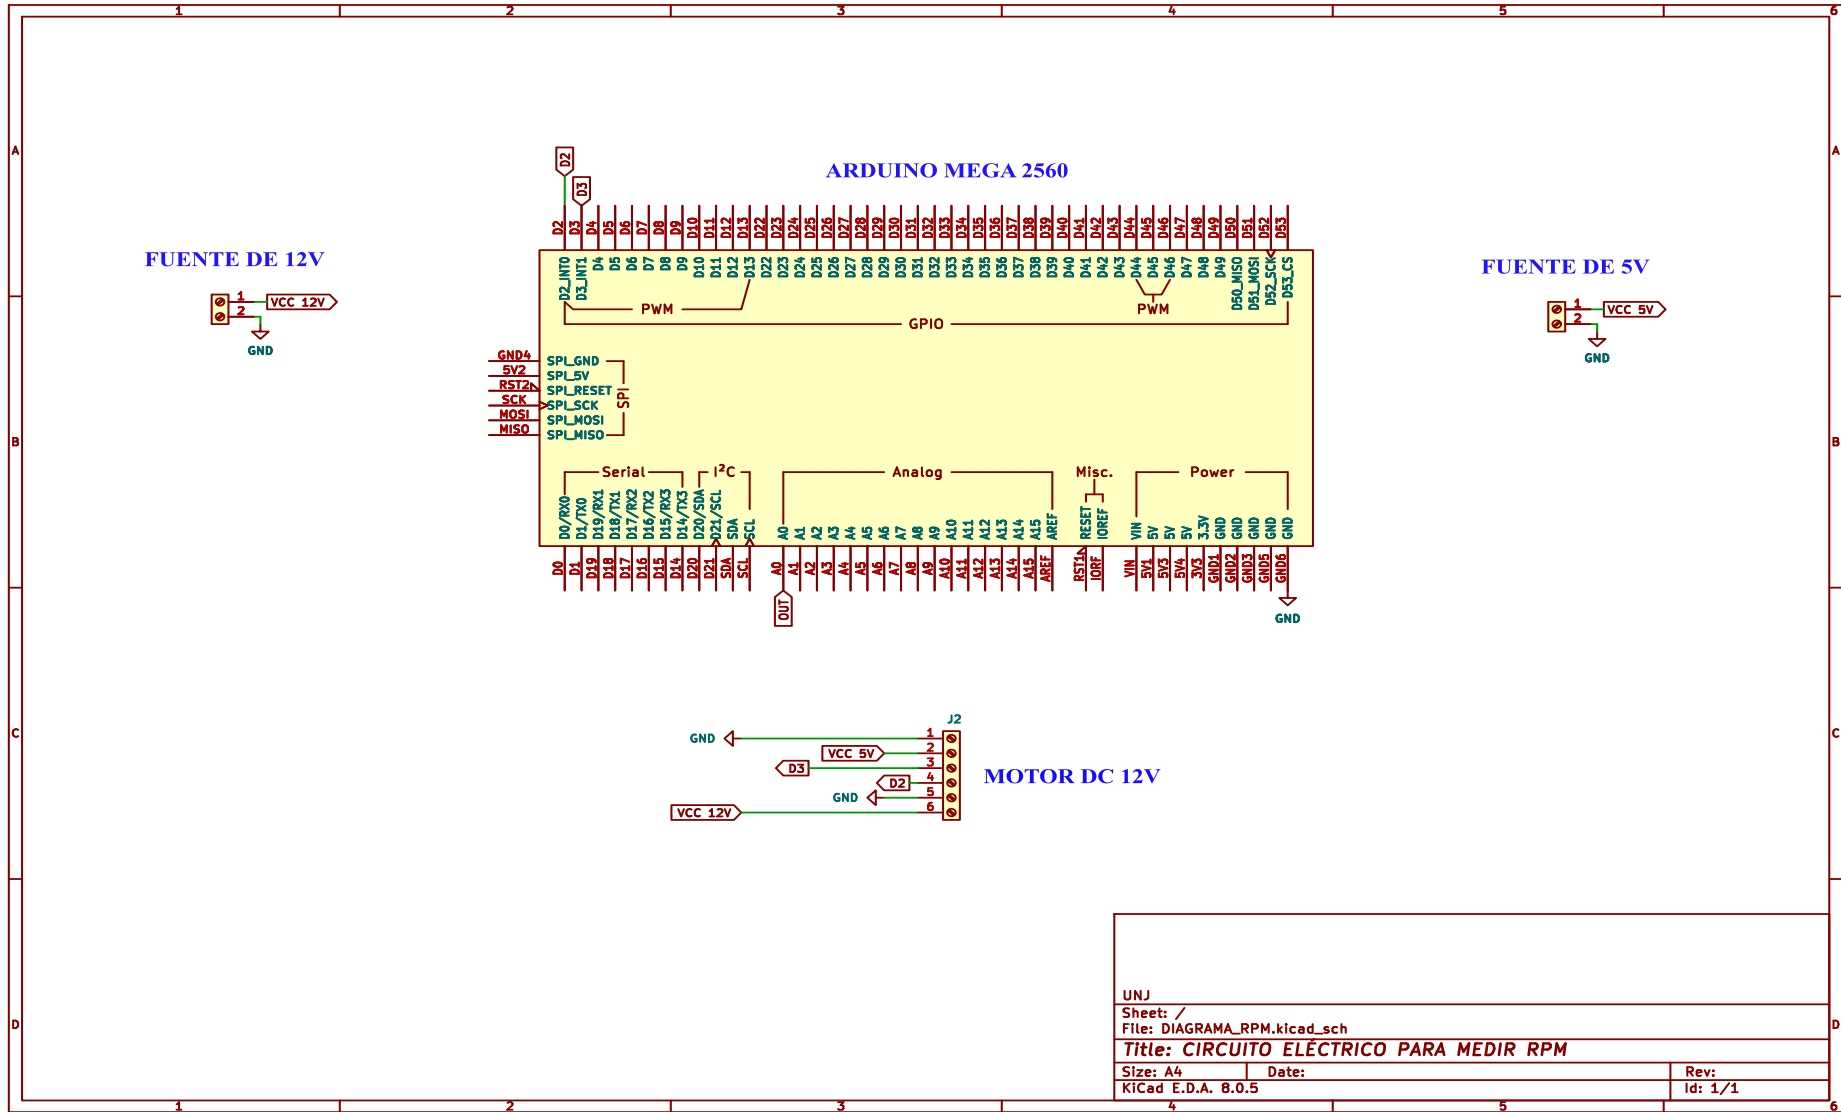 1 2 3 4 5 6
A A
D2
D3
ARDUINO MEGA 2560
D2 D3 D4 D5 D6 D7 D8 D9 D10 D11 D12 D13 D22 D23 D24 D25 D26 D27 D28 D29 D30 D31 D32 D33 D34 D35 D36 D37 D38 D39 D40 D41 D42 D43 D44 D45 D46 D47 D48 D49 D50 D51 D52 D53
D2_INT0 D3_INT1 D4 D5 D6 D7 D8 D9 D10 D11 D12 D13 D22 D23 D24 D25 D26 D27 D28 D29 D30 D31 D32 D33 D34 D35 D36 D37 D38 D39 D40 D41 D42 D43 D44 D45 D46 D47 D48 D49 D50_MISO D51_MOSI D52_SCK D53_CS
FUENTE DE 12V
1 VCC 12V
2
GND
FUENTE DE 5V
1 VCC 5V
2
GND
PWM PWM
GPIO
GND4 SPI_GND
5V2 SPI_5V
RST2 SPI_RESET
SCK SPI_SCK
MOSI SPI_MOSI
MISO SPI_MISO
SPI
B B
Serial I²C Analog Misc. Power
D0/RX0 D1/TX0 D19/RX1 D18/TX1 D17/RX2 D16/TX2 D15/RX3 D14/TX3 D20/SDA D21/SCL SDA SCL A0 A1 A2 A3 A4 A5 A6 A7 A8 A9 A10 A11 A12 A13 A14 A15 AREF RESET IOREF VIN 5V 5V 5V 3.3V GND GND GND GND GND
D0 D1 D19 D18 D17 D16 D15 D14 D20 D21 SDA SCL A0 A1 A2 A3 A4 A5 A6 A7 A8 A9 A10 A11 A12 A13 A14 A15 AREF RST1 IORF VIN 5V1 5V3 5V4 3V3 GND1 GND2 GND3 GND5 GND6
OUT
GND
C C
J2
GND 1
VCC 5V 2
D3 3
D2 4
GND 5
VCC 12V 6
MOTOR DC 12V
D D
UNJ
Sheet: /
File: DIAGRAMA_RPM.kicad_sch
Title: CIRCUITO ELÉCTRICO PARA MEDIR RPM
Size: A4 Date: Rev:
KiCad E.D.A. 8.0.5 Id: 1/1
1 2 3 4 5 6